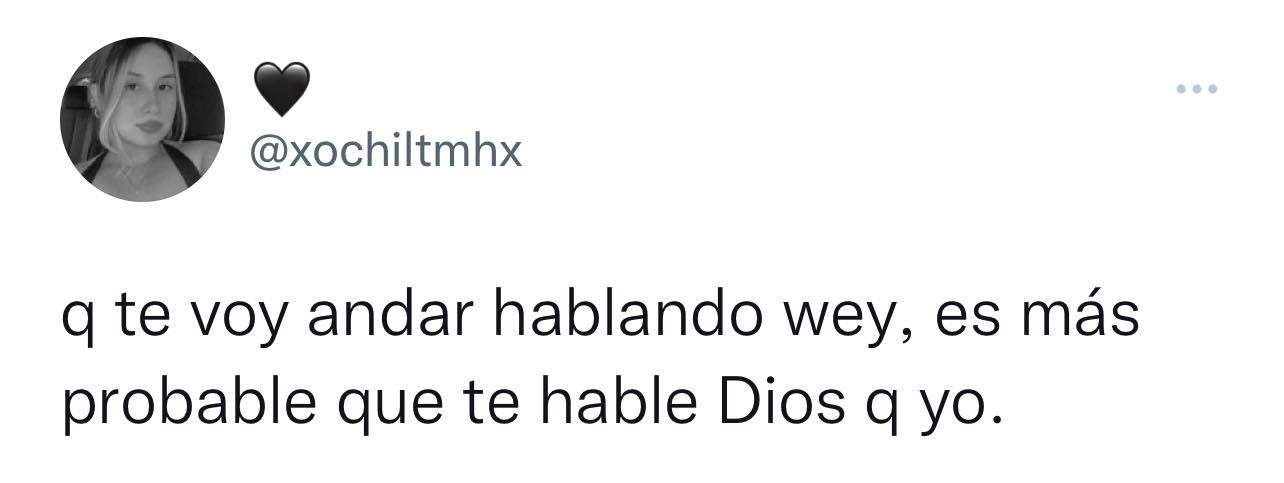 🖤
@xochiltmhx
q te voy andar hablando wey, es más
probable que te hable Dios q yo.